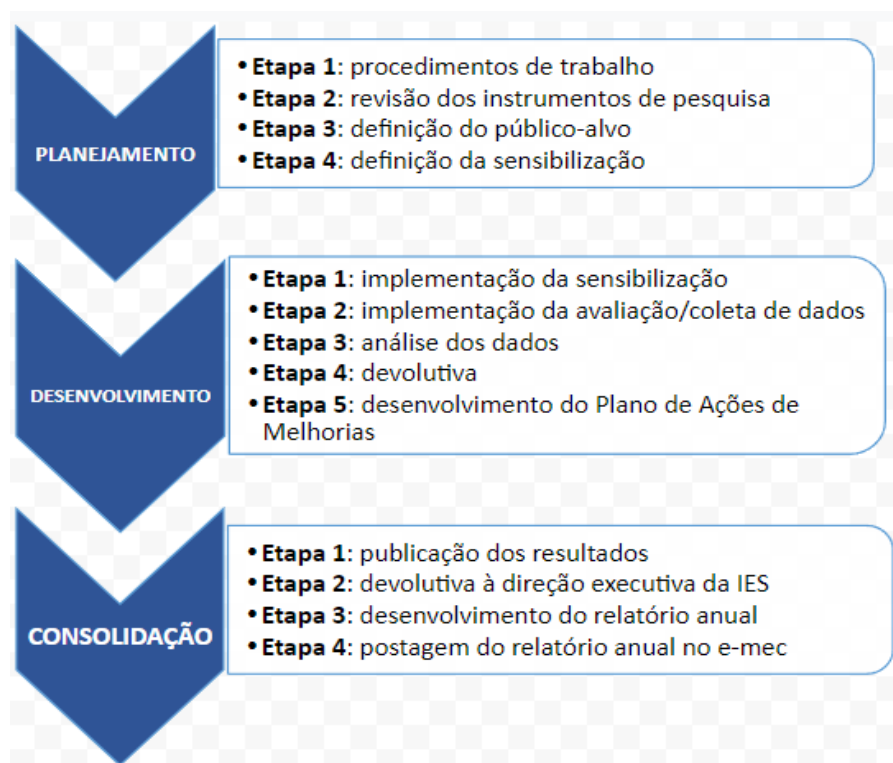 PLANEJAMENTO
• Etapa 1: procedimentos de trabalho
• Etapa 2: revisão dos instrumentos de pesquisa
• Etapa 3: definição do público-alvo
• Etapa 4: definição da sensibilização
DESENVOLVIMENTO
• Etapa 1: implementação da sensibilização
• Etapa 2: implementação da avaliação/coleta de dados
• Etapa 3: análise dos dados
• Etapa 4: devolutiva
• Etapa 5: desenvolvimento do Plano de Ações de
Melhorias
CONSOLIDAÇÃO
• Etapa 1: publicação dos resultados
• Etapa 2: devolutiva à direção executiva da IES
• Etapa 3: desenvolvimento do relatório anual
• Etapa 4: postagem do relatório anual no e-mec